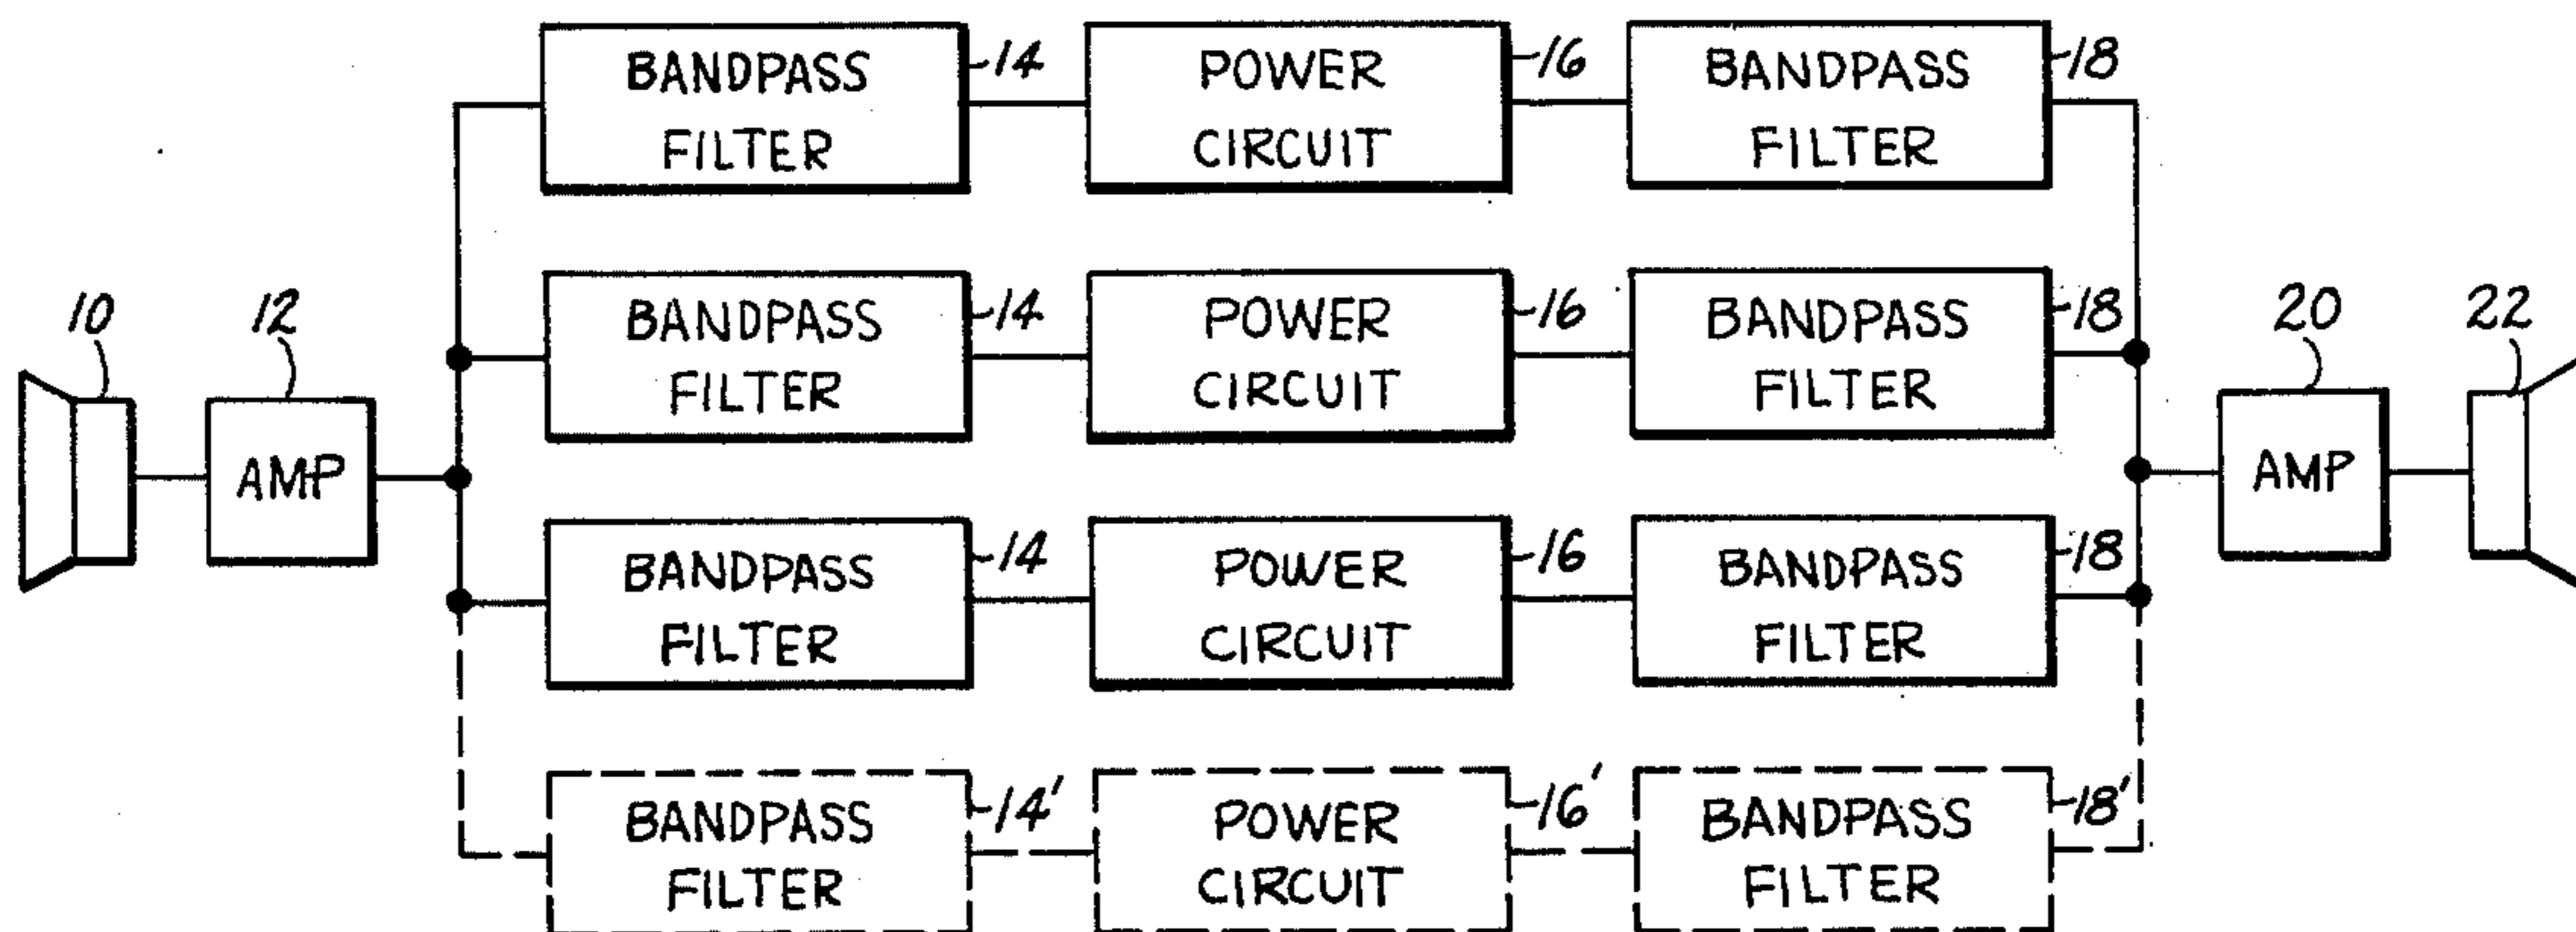 BANDPASS FILTER 14 POWER CIRCUIT 16 BANDPASS FILTER 18
10 12 BANDPASS FILTER 14 POWER CIRCUIT 16 BANDPASS FILTER 18 20 22
AMP AMP
BANDPASS FILTER 14 POWER CIRCUIT 16 BANDPASS FILTER 18
BANDPASS FILTER 14' POWER CIRCUIT 16' BANDPASS FILTER 18'